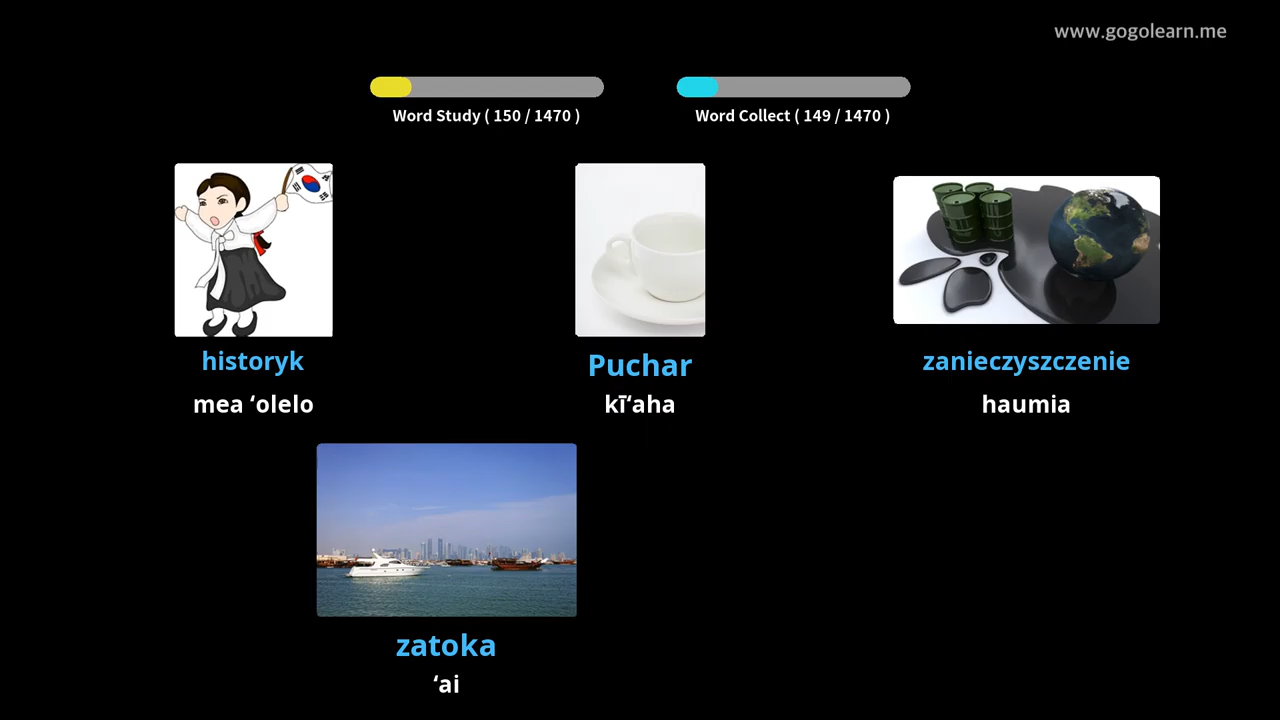 www.gogolearn.me
Word Study ( 150 / 1470 )
Word Collect ( 149 / 1470 )
historyk
mea ʻolelo
Puchar
kīʻaha
zanieczyszczenie
haumia
zatoka
ʻai